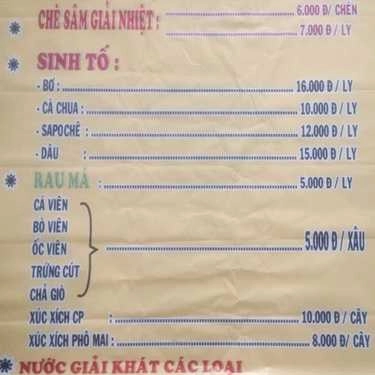 6.000 Đ/ CHÉN
CHÈ SÂM GIẢI NHIỆT :
7.000 Đ/ LY
SINH TỐ :
- BƠ : 16.000 Đ/ LY
- CÀ CHUA : 10.000 Đ/ LY
- SAPOCHÊ : 12.000 Đ/ LY
- DÂU : 15.000 Đ/ LY
RAU MÁ : 5.000 Đ/ LY
CÁ VIÊN
BÒ VIÊN
ỐC VIÊN 5.000 Đ/ XÂU
TRỨNG CÚT
CHẢ GIÒ
XÚC XÍCH CP : 10.000 Đ/ CÂY
XÚC XÍCH PHÔ MAI : 8.000 Đ/ CÂY
NƯỚC GIẢI KHÁT CÁC LOẠI